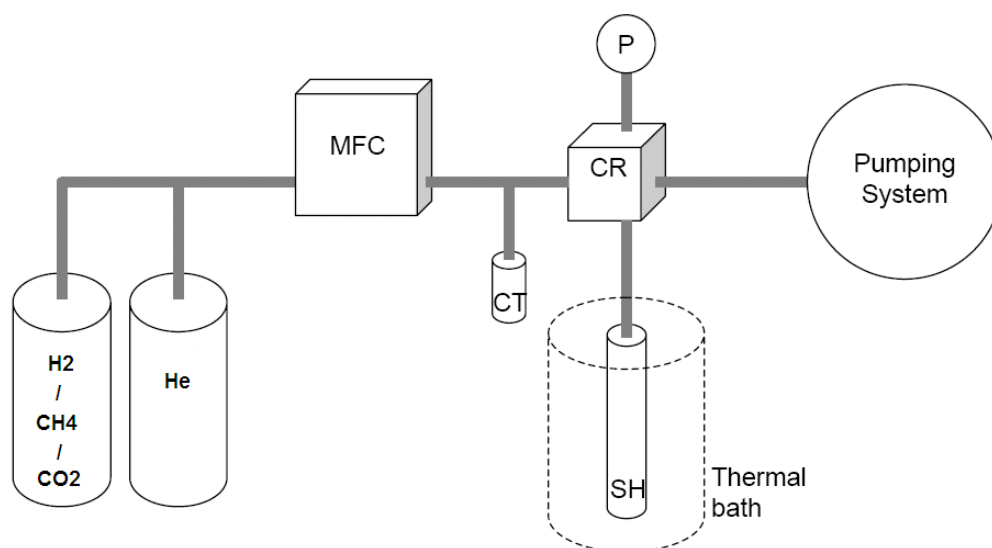 P
MFC
CR
Pumping
System
CT
H2
/
CH4
/
CO2
He
SH
Thermal
bath